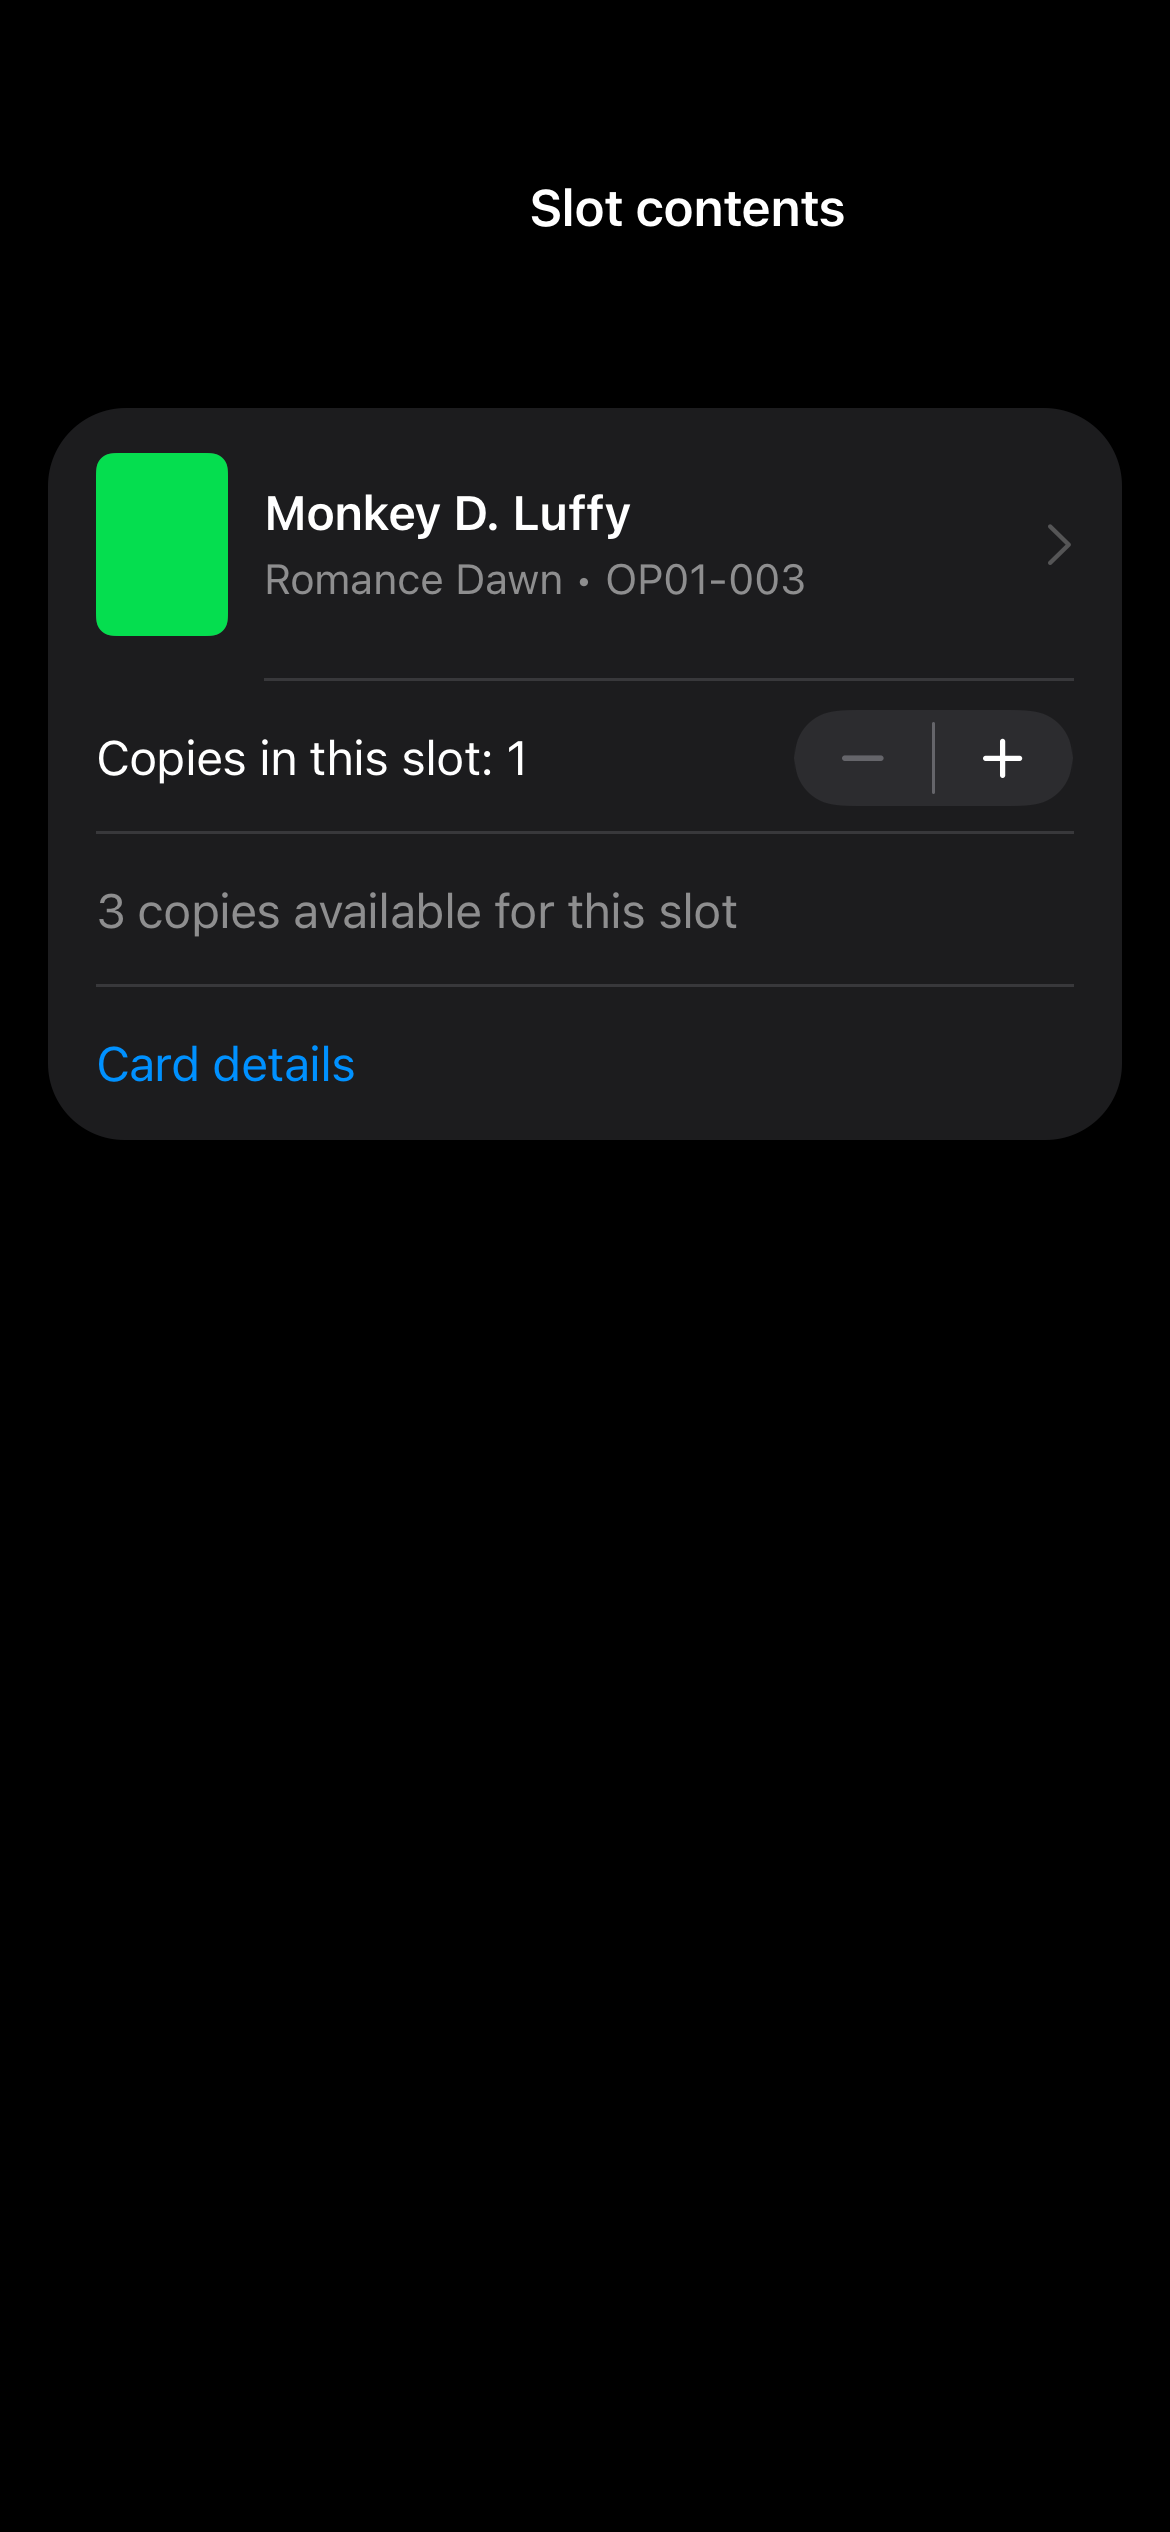 Slot contents
Monkey D. Luffy
Romance Dawn • OP01-003
Copies in this slot: 1
3 copies available for this slot
Card details